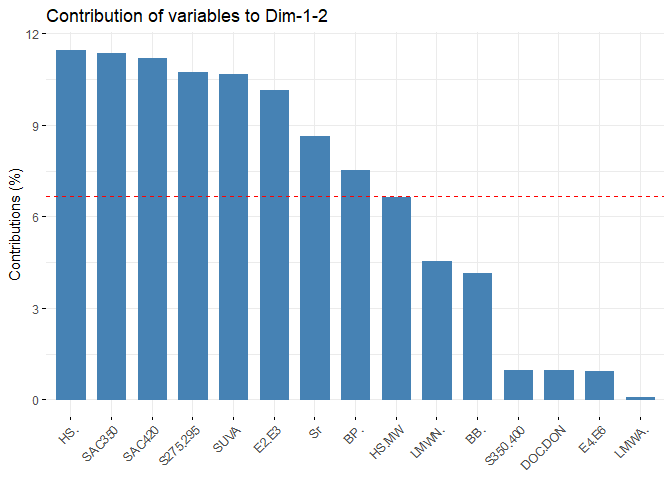 Contribution of variables to Dim-1-2
Contributions (%)
12
9
6
3
0
HS.
SAC350
SAC420
S275.295
SUVA
E2.E3
Sr
BP.
HS.MW
LMWN.
BB.
S350.400
DOC.DON
E4.E6
LMWA.